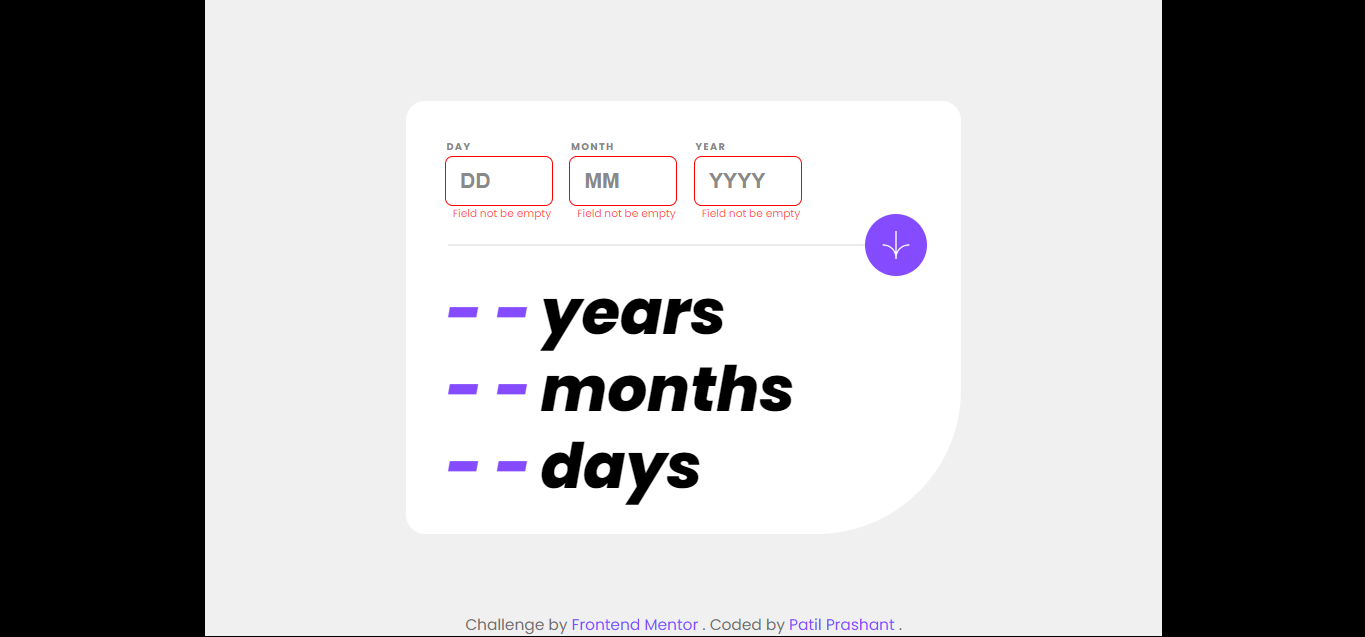 DAY MONTH YEAR
DD MM YYYY
Field not be empty Field not be empty Field not be empty
- - years
- - months
- - days
Challenge by Frontend Mentor . Coded by Patil Prashant .